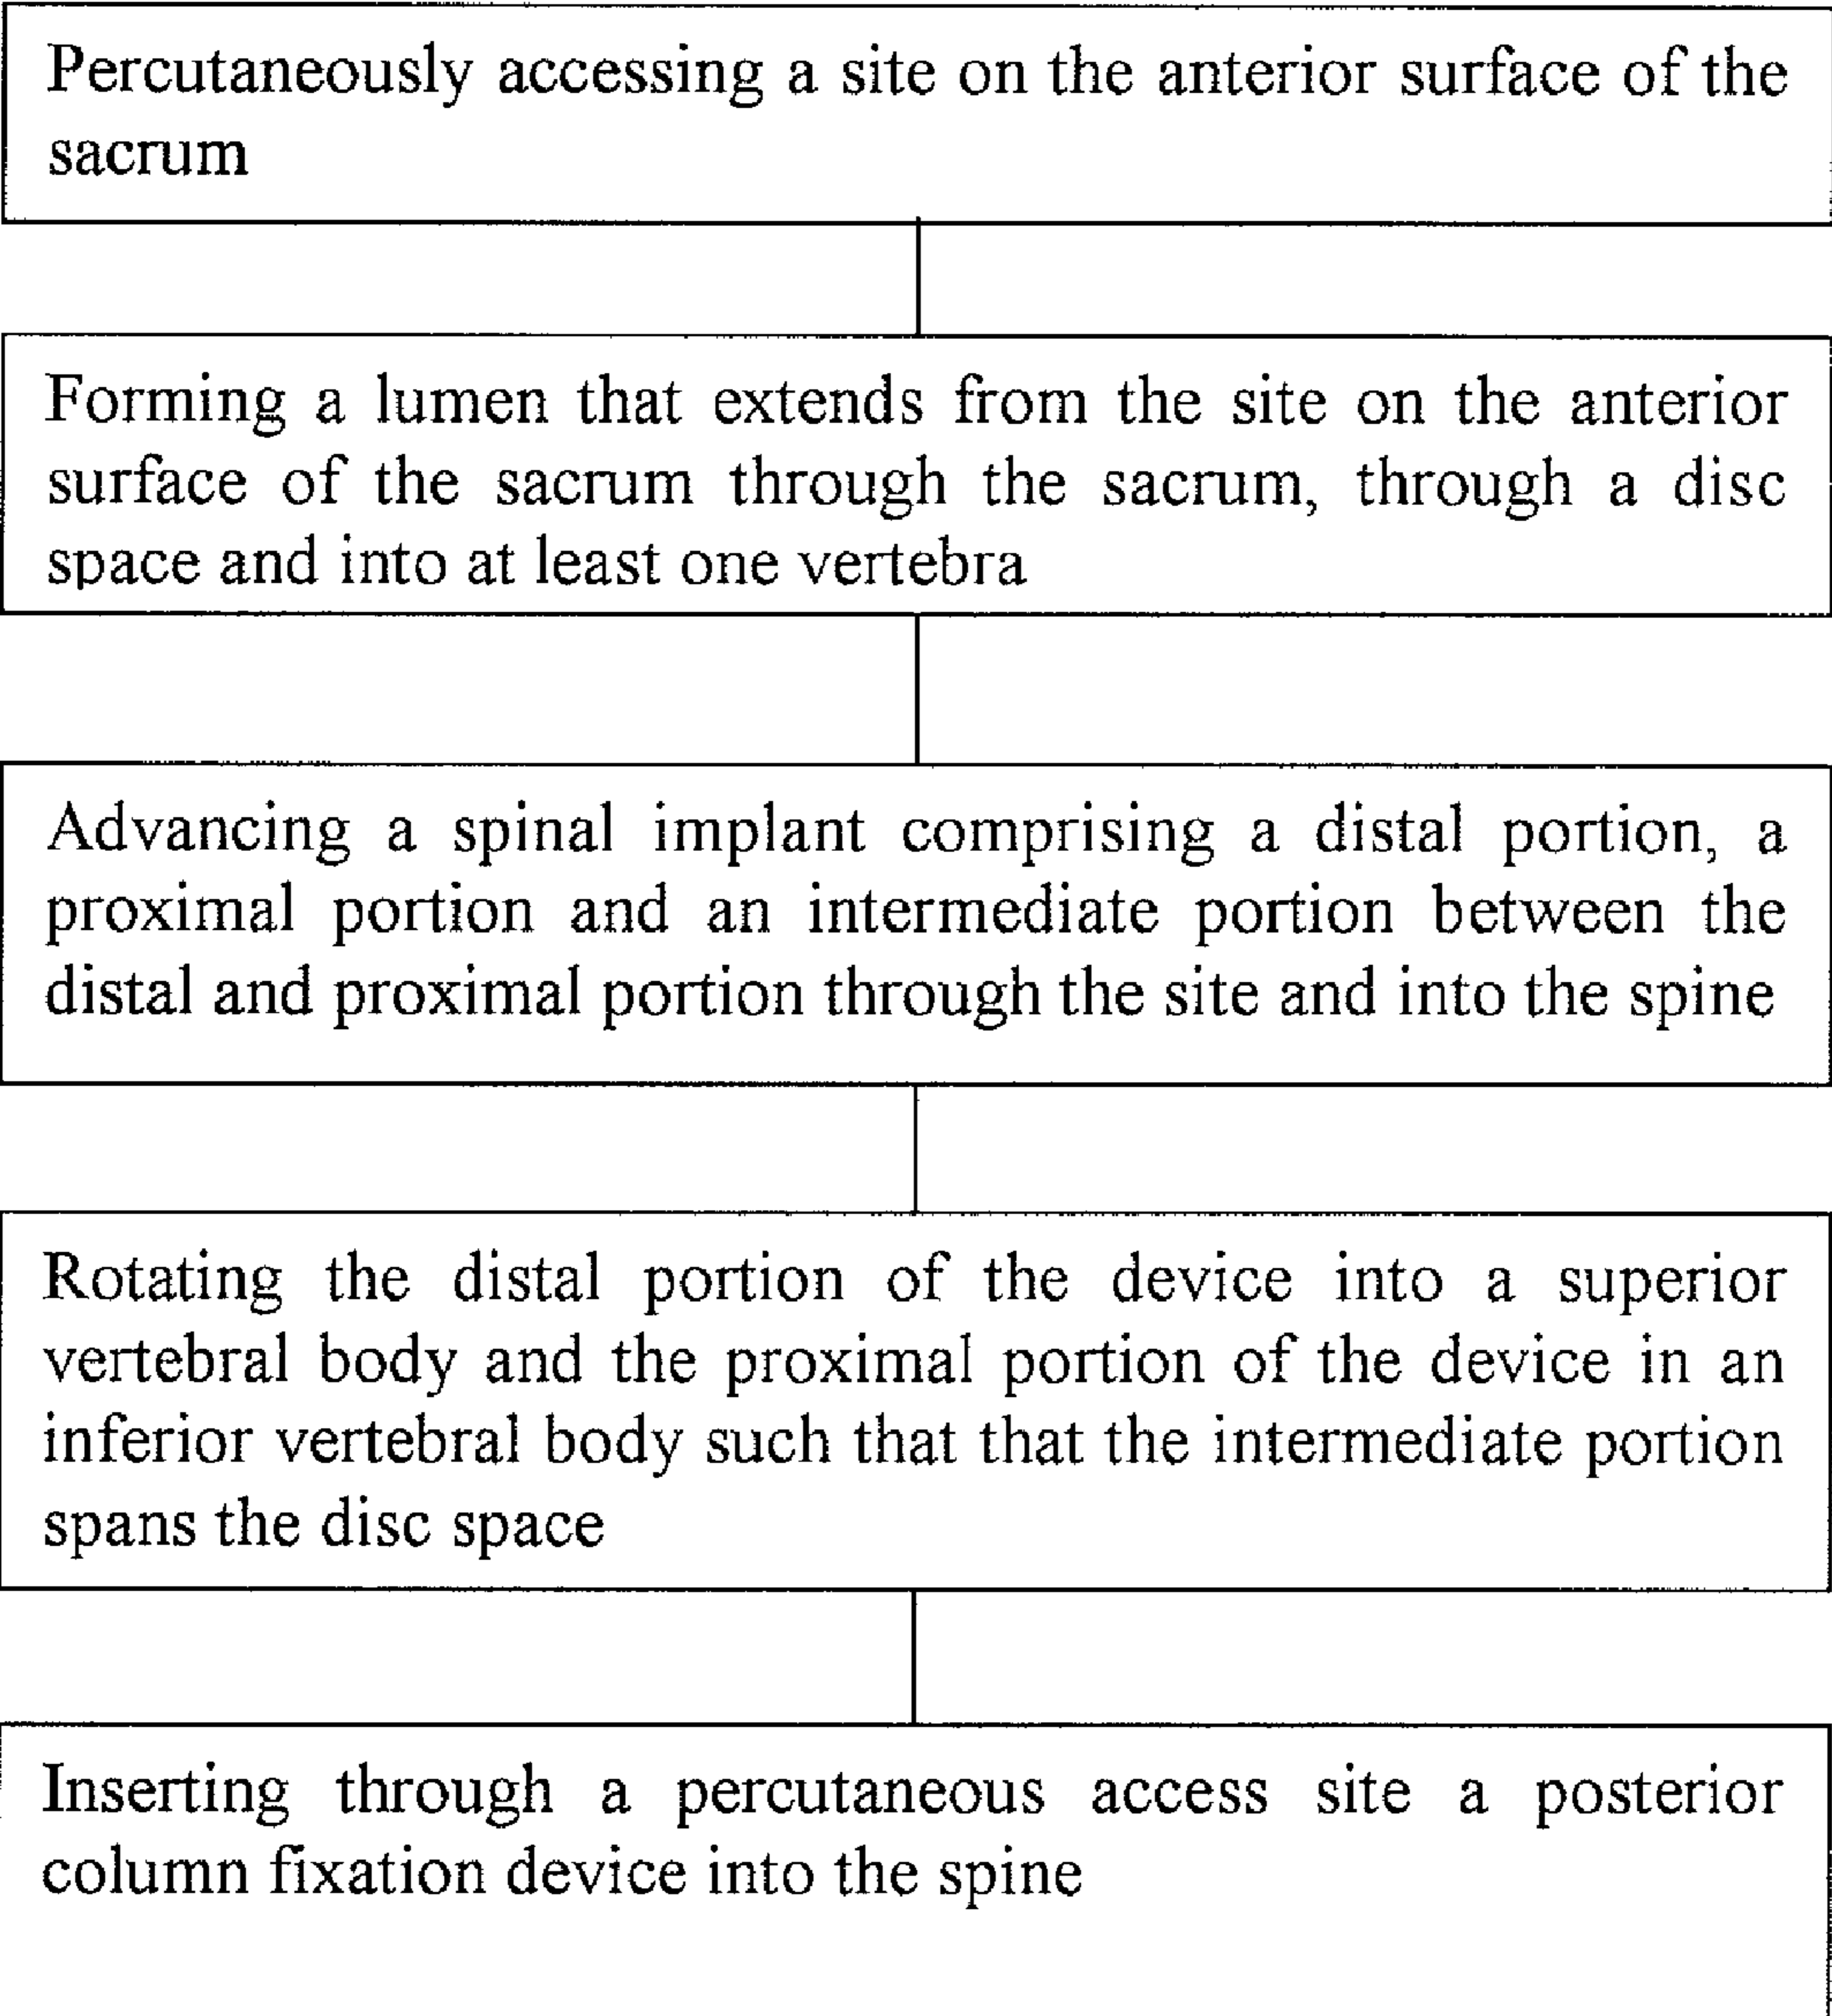 Percutaneously accessing a site on the anterior surface of the
sacrum
Forming a lumen that extends from the site on the anterior
surface of the sacrum through the sacrum, through a disc
space and into at least one vertebra
Advancing a spinal implant comprising a distal portion, a
proximal portion and an intermediate portion between the
distal and proximal portion through the site and into the spine
Rotating the distal portion of the device into a superior
vertebral body and the proximal portion of the device in an
inferior vertebral body such that that the intermediate portion
spans the disc space
Inserting through a percutaneous access site a posterior
column fixation device into the spine